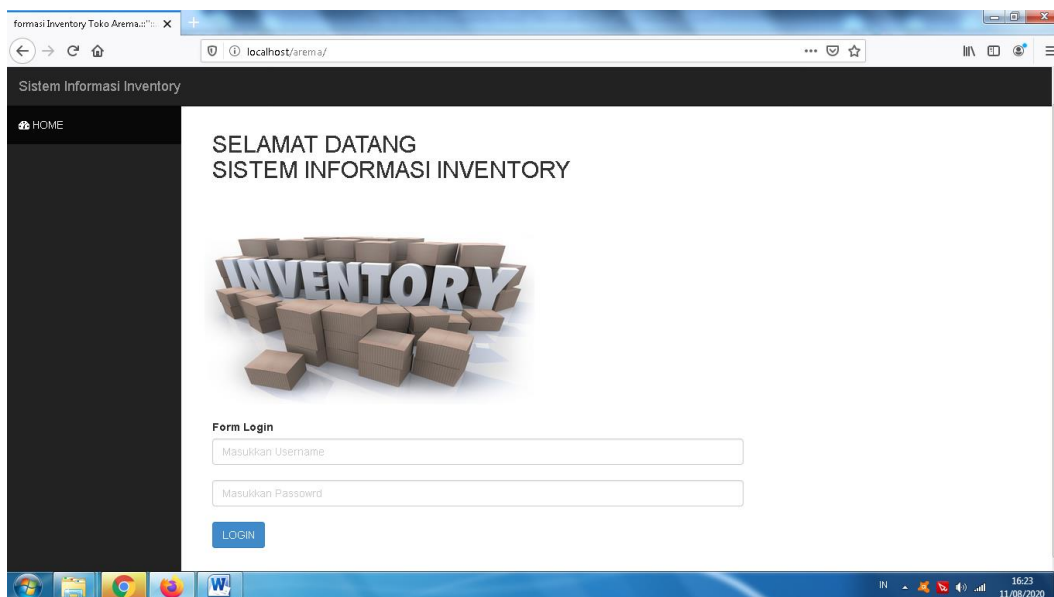 formasi Inventory Toko Arema.::"::
localhost/arema/
Sistem Informasi Inventory
HOME
SELAMAT DATANG
SISTEM INFORMASI INVENTORY
INVENTORY
Form Login
Masukkan Username
Masukkan Passowrd
LOGIN
IN
16:23
11/08/2020